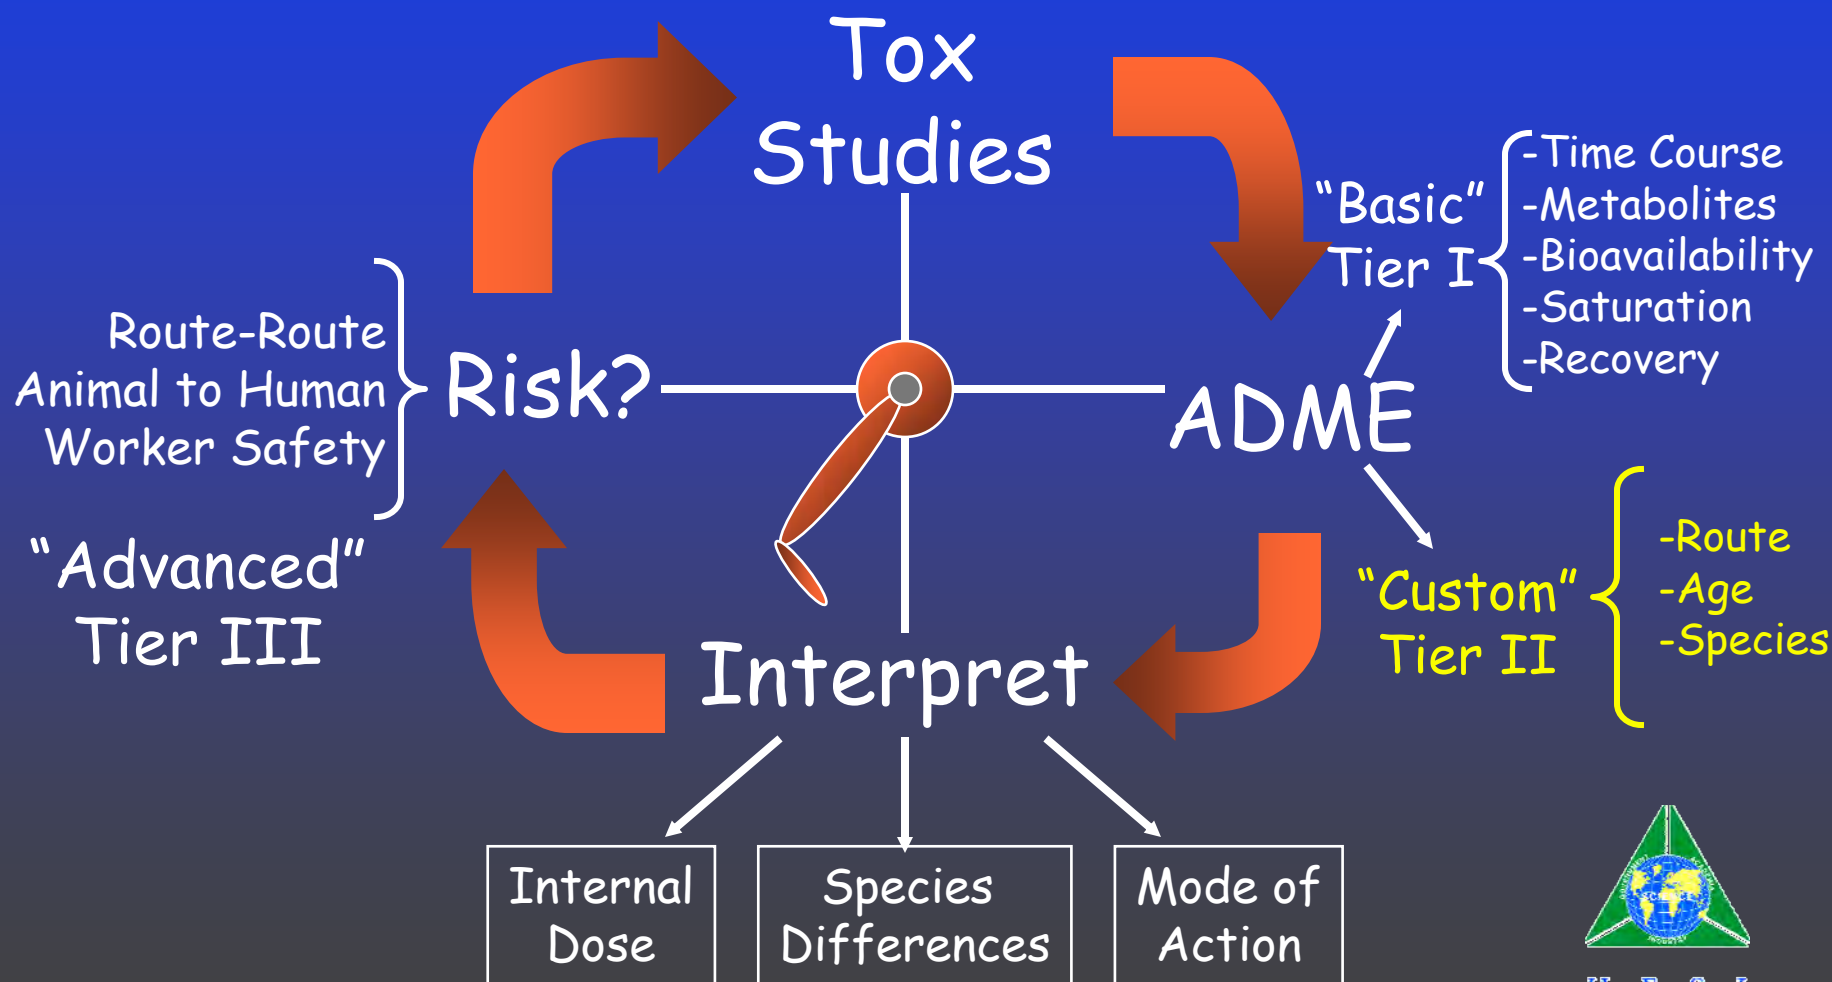 Tox
Studies
“Basic”
Tier I
-Time Course
-Metabolites
-Bioavailability
-Saturation
-Recovery
Route-Route
Animal to Human
Worker Safety
Risk?
ADME
“Advanced”
Tier III
“Custom”
Tier II
-Route
-Age
-Species
Interpret
Internal
Dose
Species
Differences
Mode of
Action